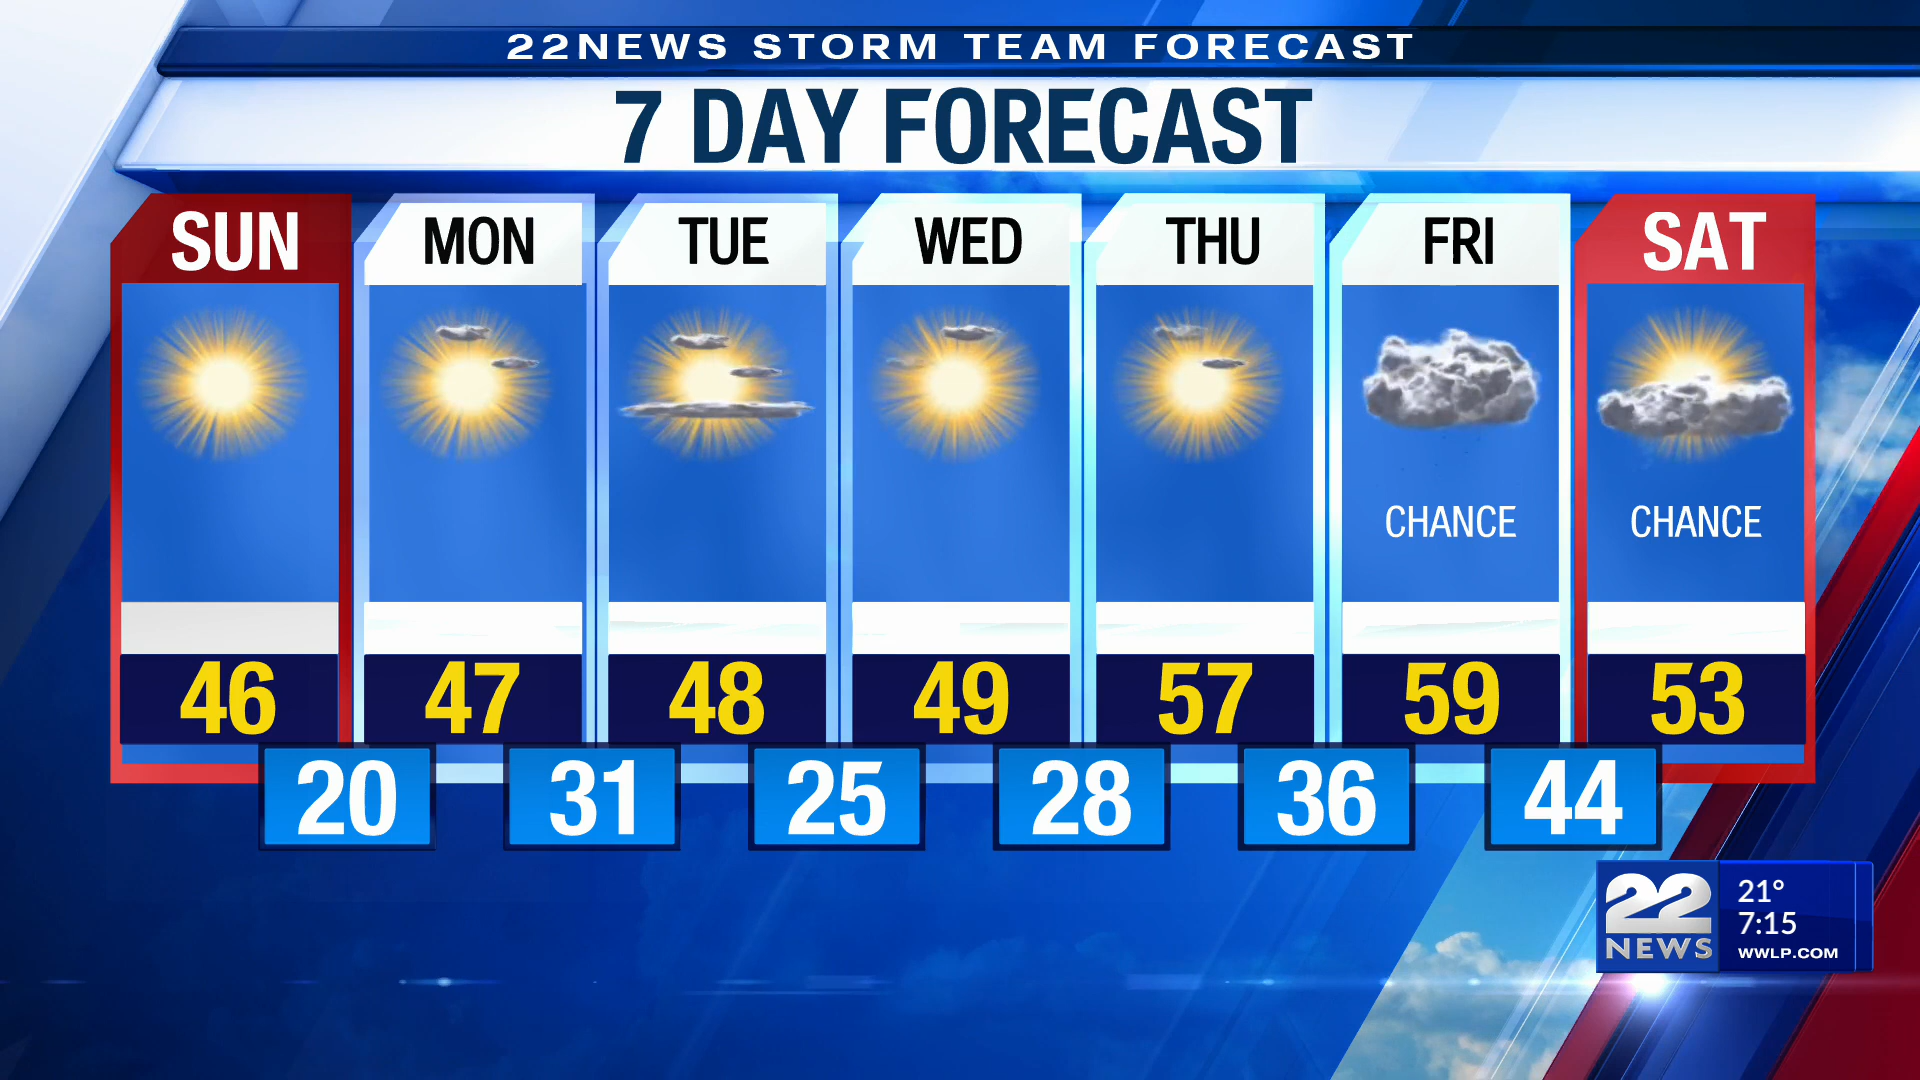 22NEWS STORM TEAM FORECAST
7 DAY FORECAST
SUN MON TUE WED THU FRI SAT
CHANCE CHANCE
46 47 48 49 57 59 53
20 31 25 28 36 44
22 NEWS
21°
7:15
WWLP.COM